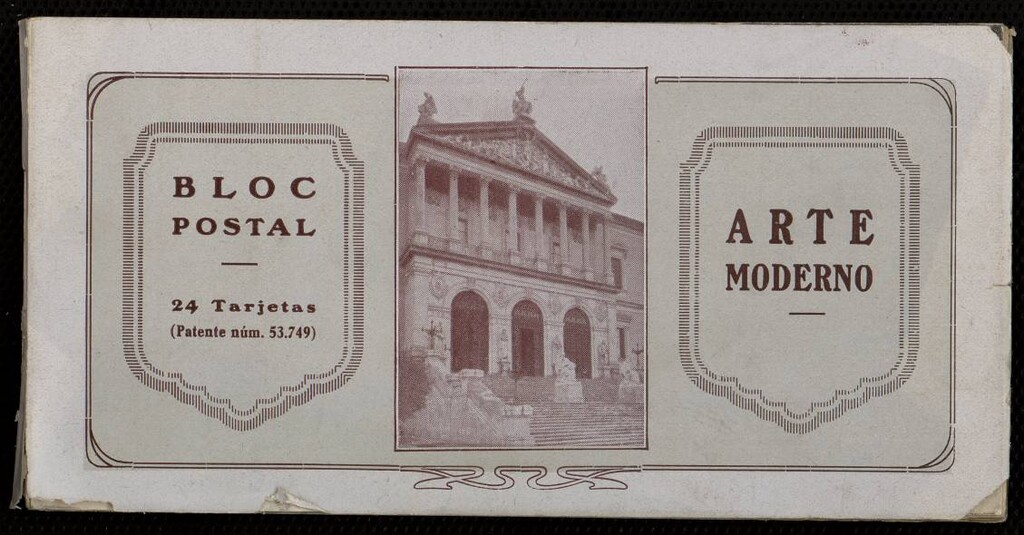 BLOC
POSTAL
24 Tarjetas
(Patente núm. 53.749)
ARTE
MODERNO